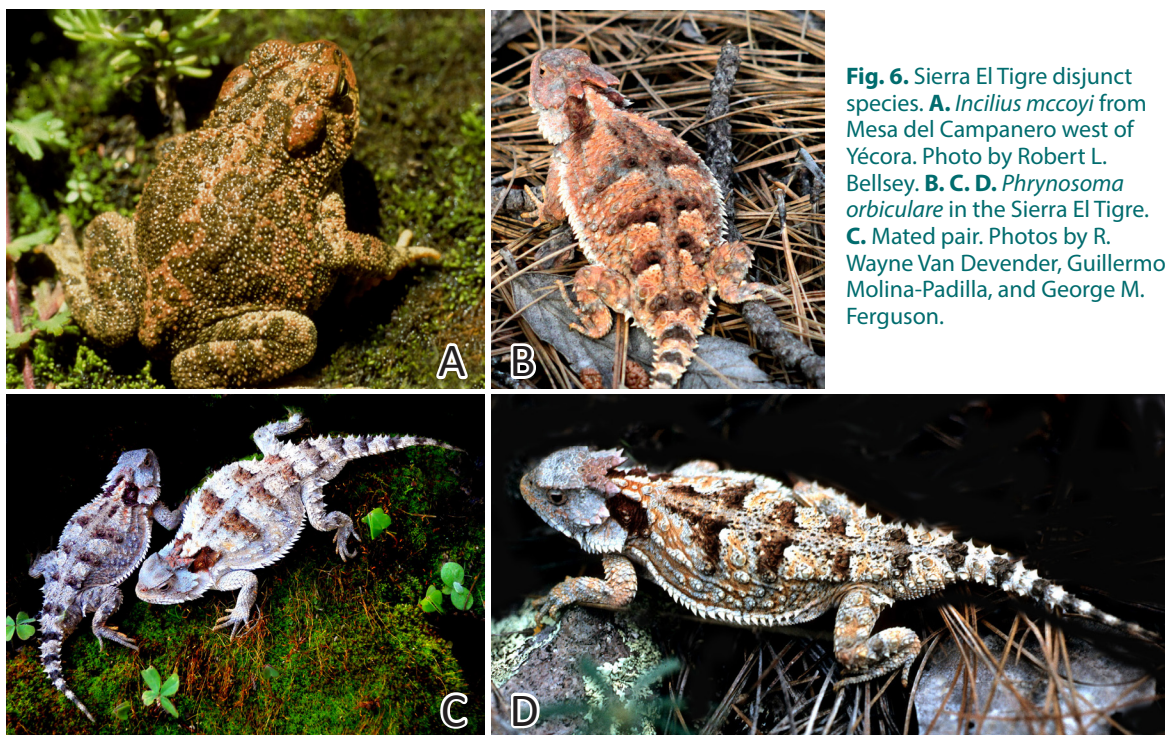 A
B
Fig. 6. Sierra El Tigre disjunct
species. A. Incilius mccoyi from
Mesa del Campanero west of
Yécora. Photo by Robert L.
Bellsey. B. C. D. Phrynosoma
orbiculare in the Sierra El Tigre.
C. Mated pair. Photos by R.
Wayne Van Devender, Guillermo
Molina-Padilla, and George M.
Ferguson.
C
D